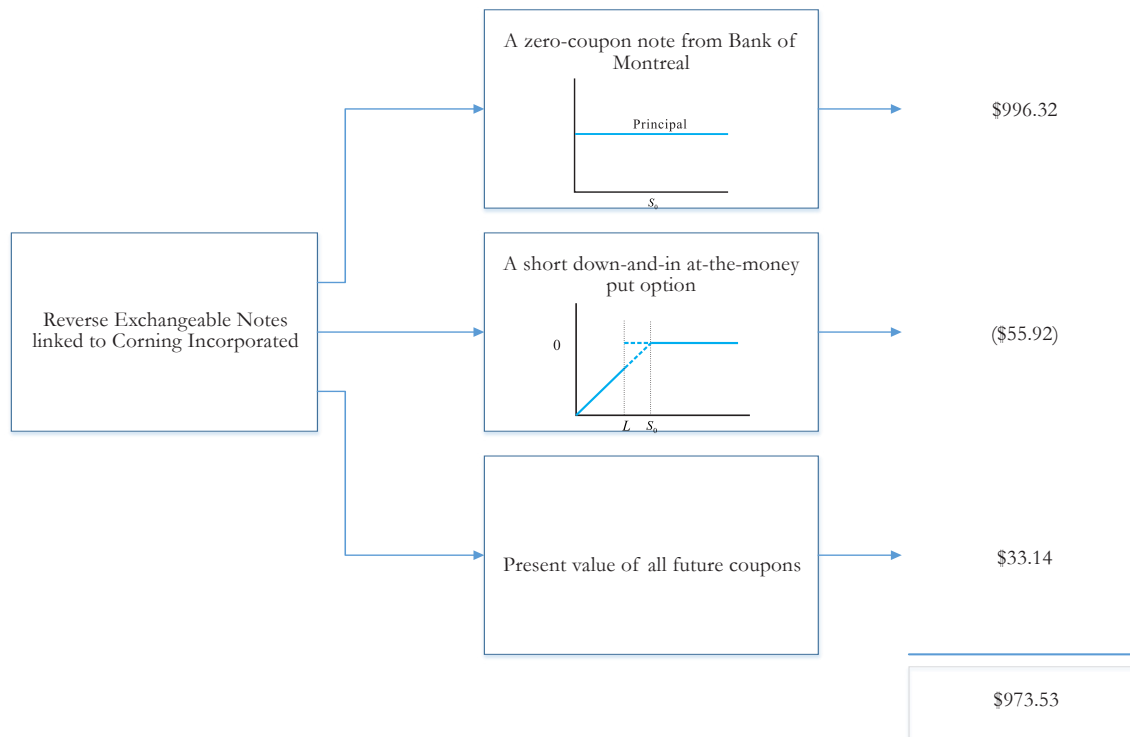 A zero-coupon note from Bank of
Montreal
Principal
S₀
$996.32
Reverse Exchangeable Notes
linked to Corning Incorporated
A short down-and-in at-the-money
put option
0
L S₀
($55.92)
Present value of all future coupons
$33.14
$973.53